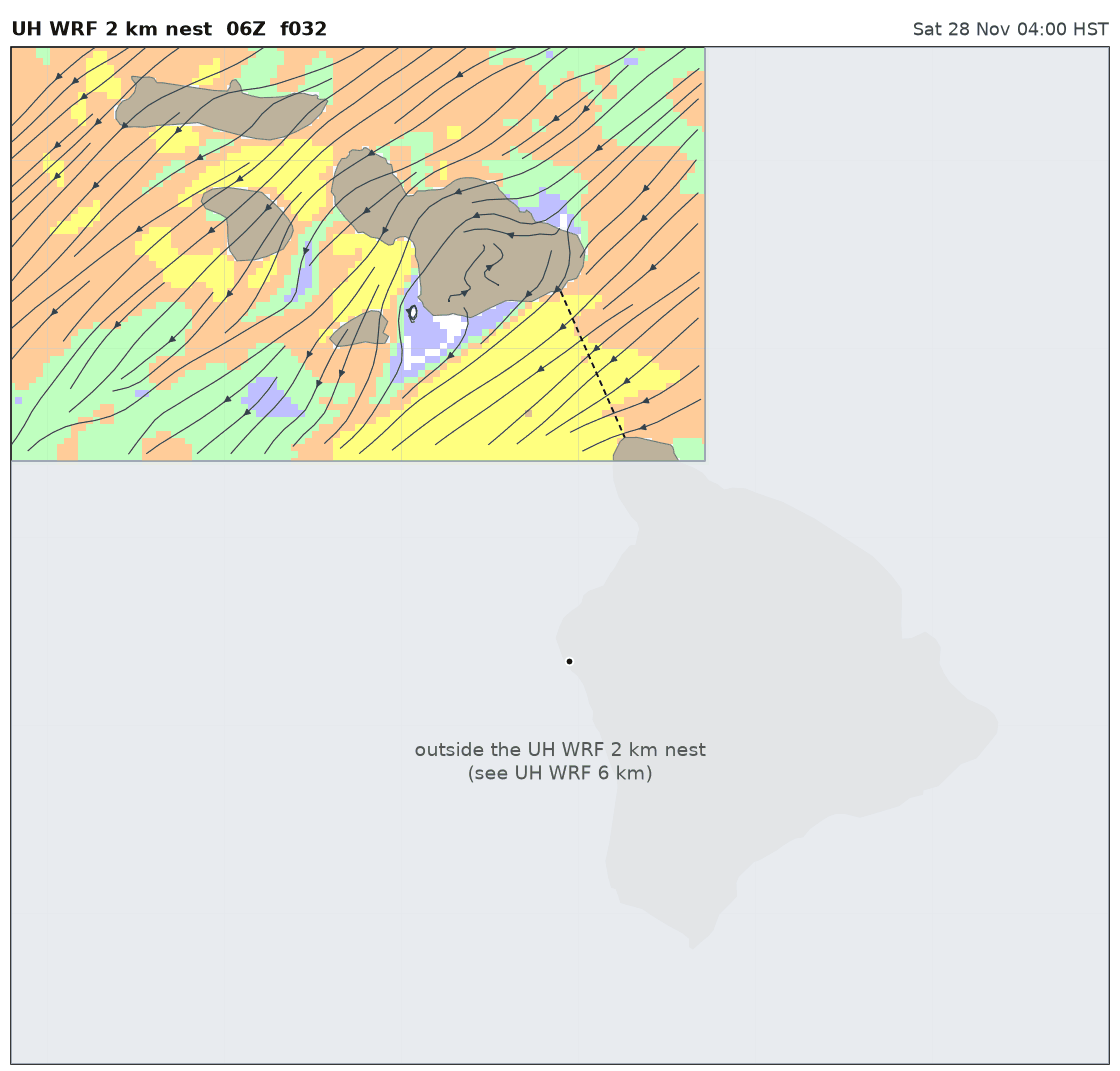 UH WRF 2 km nest  06Z  f032
Sat 28 Nov 04:00 HST
outside the UH WRF 2 km nest
(see UH WRF 6 km)